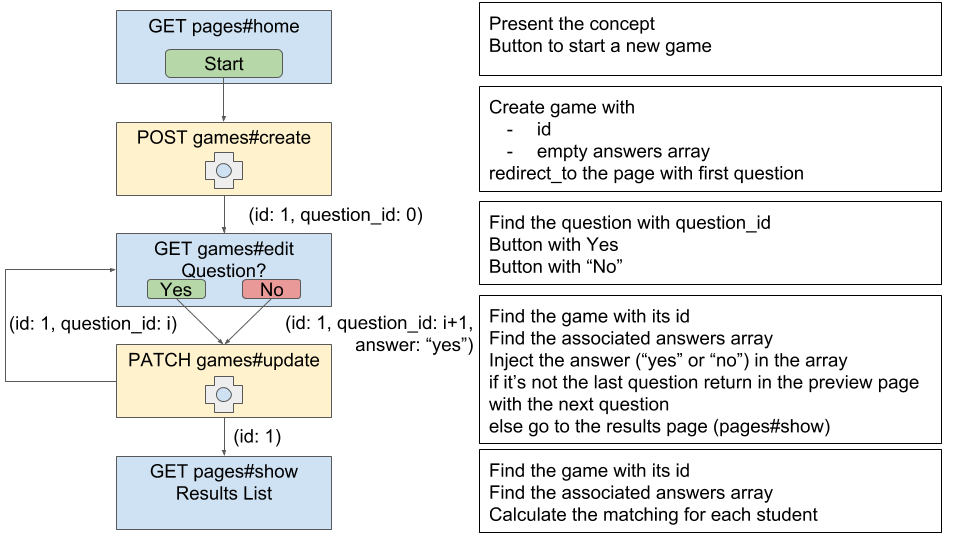 GET pages#home
Start
Present the concept
Button to start a new game
POST games#create
Create game with
- id
- empty answers array
redirect_to the page with first question
(id: 1, question_id: 0)
GET games#edit
Question?
Yes
No
Find the question with question_id
Button with Yes
Button with “No”
(id: 1, question_id: i)
(id: 1, question_id: i+1,
answer: “yes”)
PATCH games#update
Find the game with its id
Find the associated answers array
Inject the answer (“yes” or “no”) in the array
if it’s not the last question return in the preview page
with the next question
else go to the results page (pages#show)
(id: 1)
GET pages#show
Results List
Find the game with its id
Find the associated answers array
Calculate the matching for each student